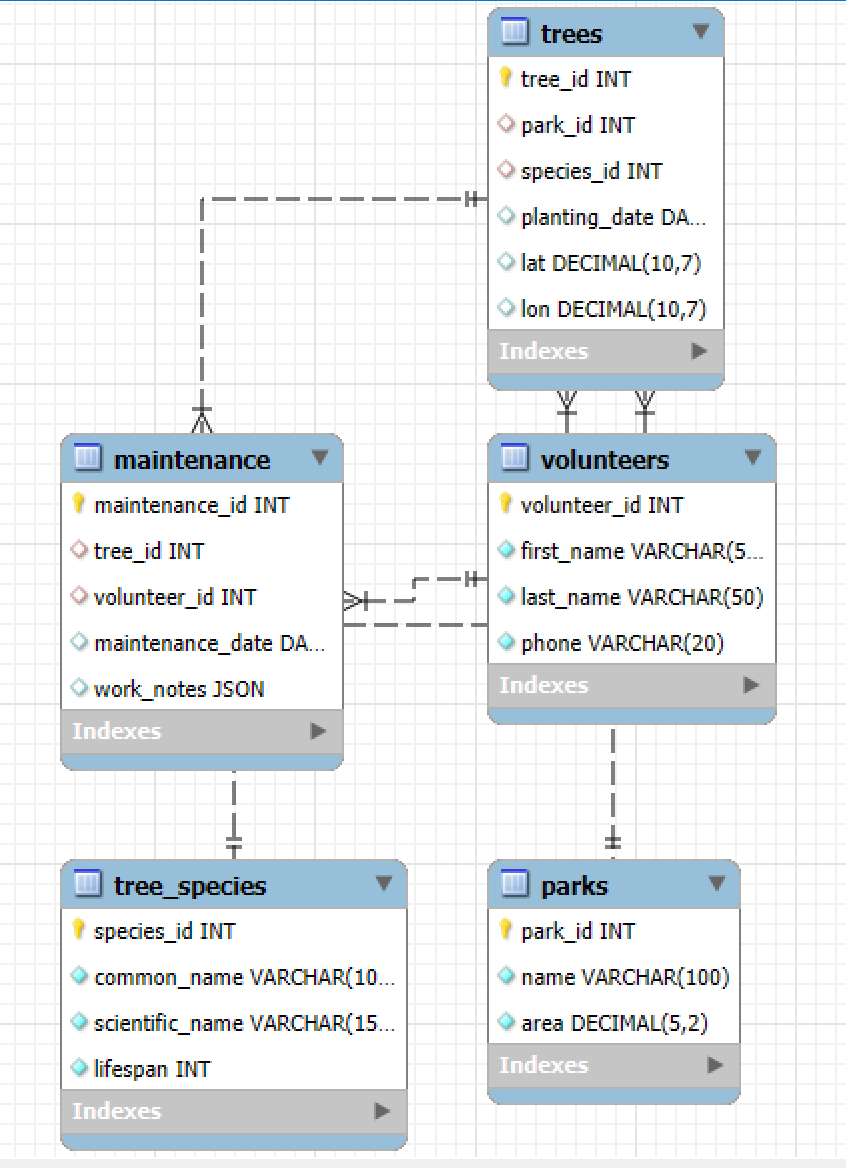 trees
tree_id INT
park_id INT
species_id INT
planting_date DA...
lat DECIMAL(10,7)
lon DECIMAL(10,7)
Indexes
maintenance
maintenance_id INT
tree_id INT
volunteer_id INT
maintenance_date DA...
work_notes JSON
Indexes
volunteers
volunteer_id INT
first_name VARCHAR(5...
last_name VARCHAR(50)
phone VARCHAR(20)
Indexes
tree_species
species_id INT
common_name VARCHAR(10...
scientific_name VARCHAR(15...
lifespan INT
Indexes
parks
park_id INT
name VARCHAR(100)
area DECIMAL(5,2)
Indexes